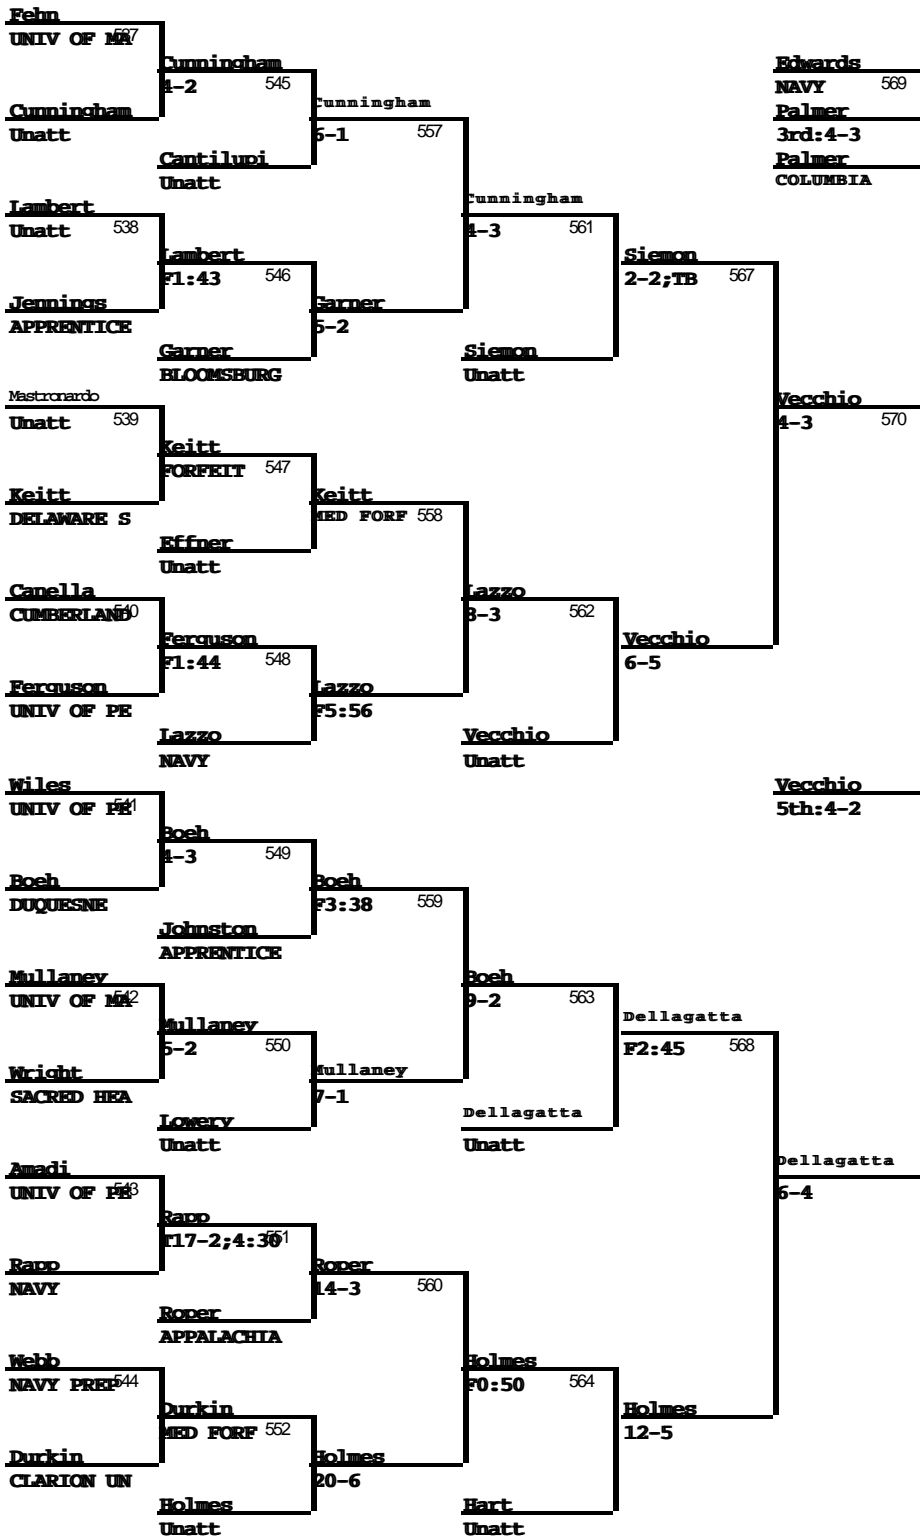 Fehn
UNIV OF MA 537
Cunningham
4-2 545
Cunningham
Unatt
Cunningham
6-1 557
Cantilupi
Unatt
Lambert
Unatt 538
Lambert
F1:43 546
Jennings
APPRENTICE
Garner
5-2
Garner
BLOOMSBURG
Cunningham
4-3 561
Siemon
2-2;TB 567
Siemon
Unatt
Mastronardo
Unatt 539
Keitt
FORFEIT 547
Keitt
DELAWARE S
Keitt
MED FORF 558
Effner
Unatt
Canella
CUMBERLAND 540
Ferguson
F1:44 548
Ferguson
UNIV OF PE
Lazzo
F5:56
Lazzo
NAVY
Lazzo
8-3 562
Vecchio
6-5
Vecchio
Unatt
Vecchio
4-3 570
Edwards
NAVY 569
Palmer
3rd:4-3
Palmer
COLUMBIA
Wiles
UNIV OF PE 541
Boeh
4-3 549
Boeh
DUQUESNE
Boeh
F3:38 559
Johnston
APPRENTICE
Mullaney
UNIV OF MA 542
Mullaney
5-2 550
Wright
SACRED HEA
Mullaney
7-1
Lowery
Unatt
Boeh
9-2 563
Dellagatta
F2:45 568
Dellagatta
Unatt
Amadi
UNIV OF PE 543
Rapp
T17-2;4:30 551
Rapp
NAVY
Roper
14-3 560
Roper
APPALACHIA
Webb
NAVY PREP 544
Durkin
MED FORF 552
Durkin
CLARION UN
Holmes
20-6
Holmes
Unatt
Holmes
F0:50 564
Holmes
12-5
Hart
Unatt
Dellagatta
6-4
Vecchio
5th:4-2